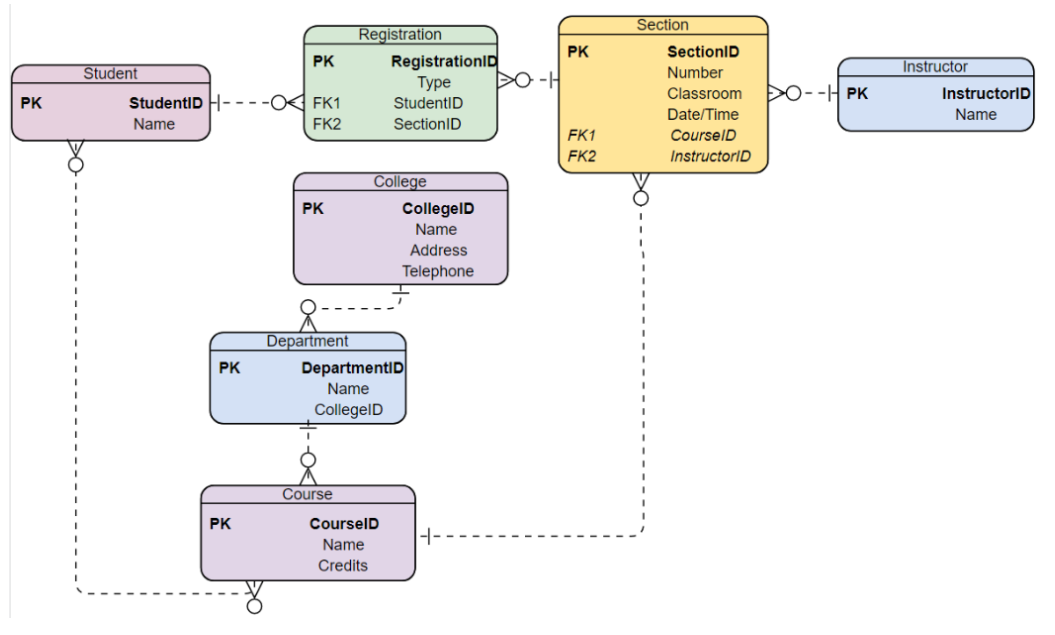 Student
PK StudentID
Name
Registration
PK RegistrationID
Type
FK1 StudentID
FK2 SectionID
Section
PK SectionID
Number
Classroom
Date/Time
FK1 CourseID
FK2 InstructorID
Instructor
PK InstructorID
Name
College
PK CollegeID
Name
Address
Telephone
Department
PK DepartmentID
Name
CollegeID
Course
PK CourseID
Name
Credits